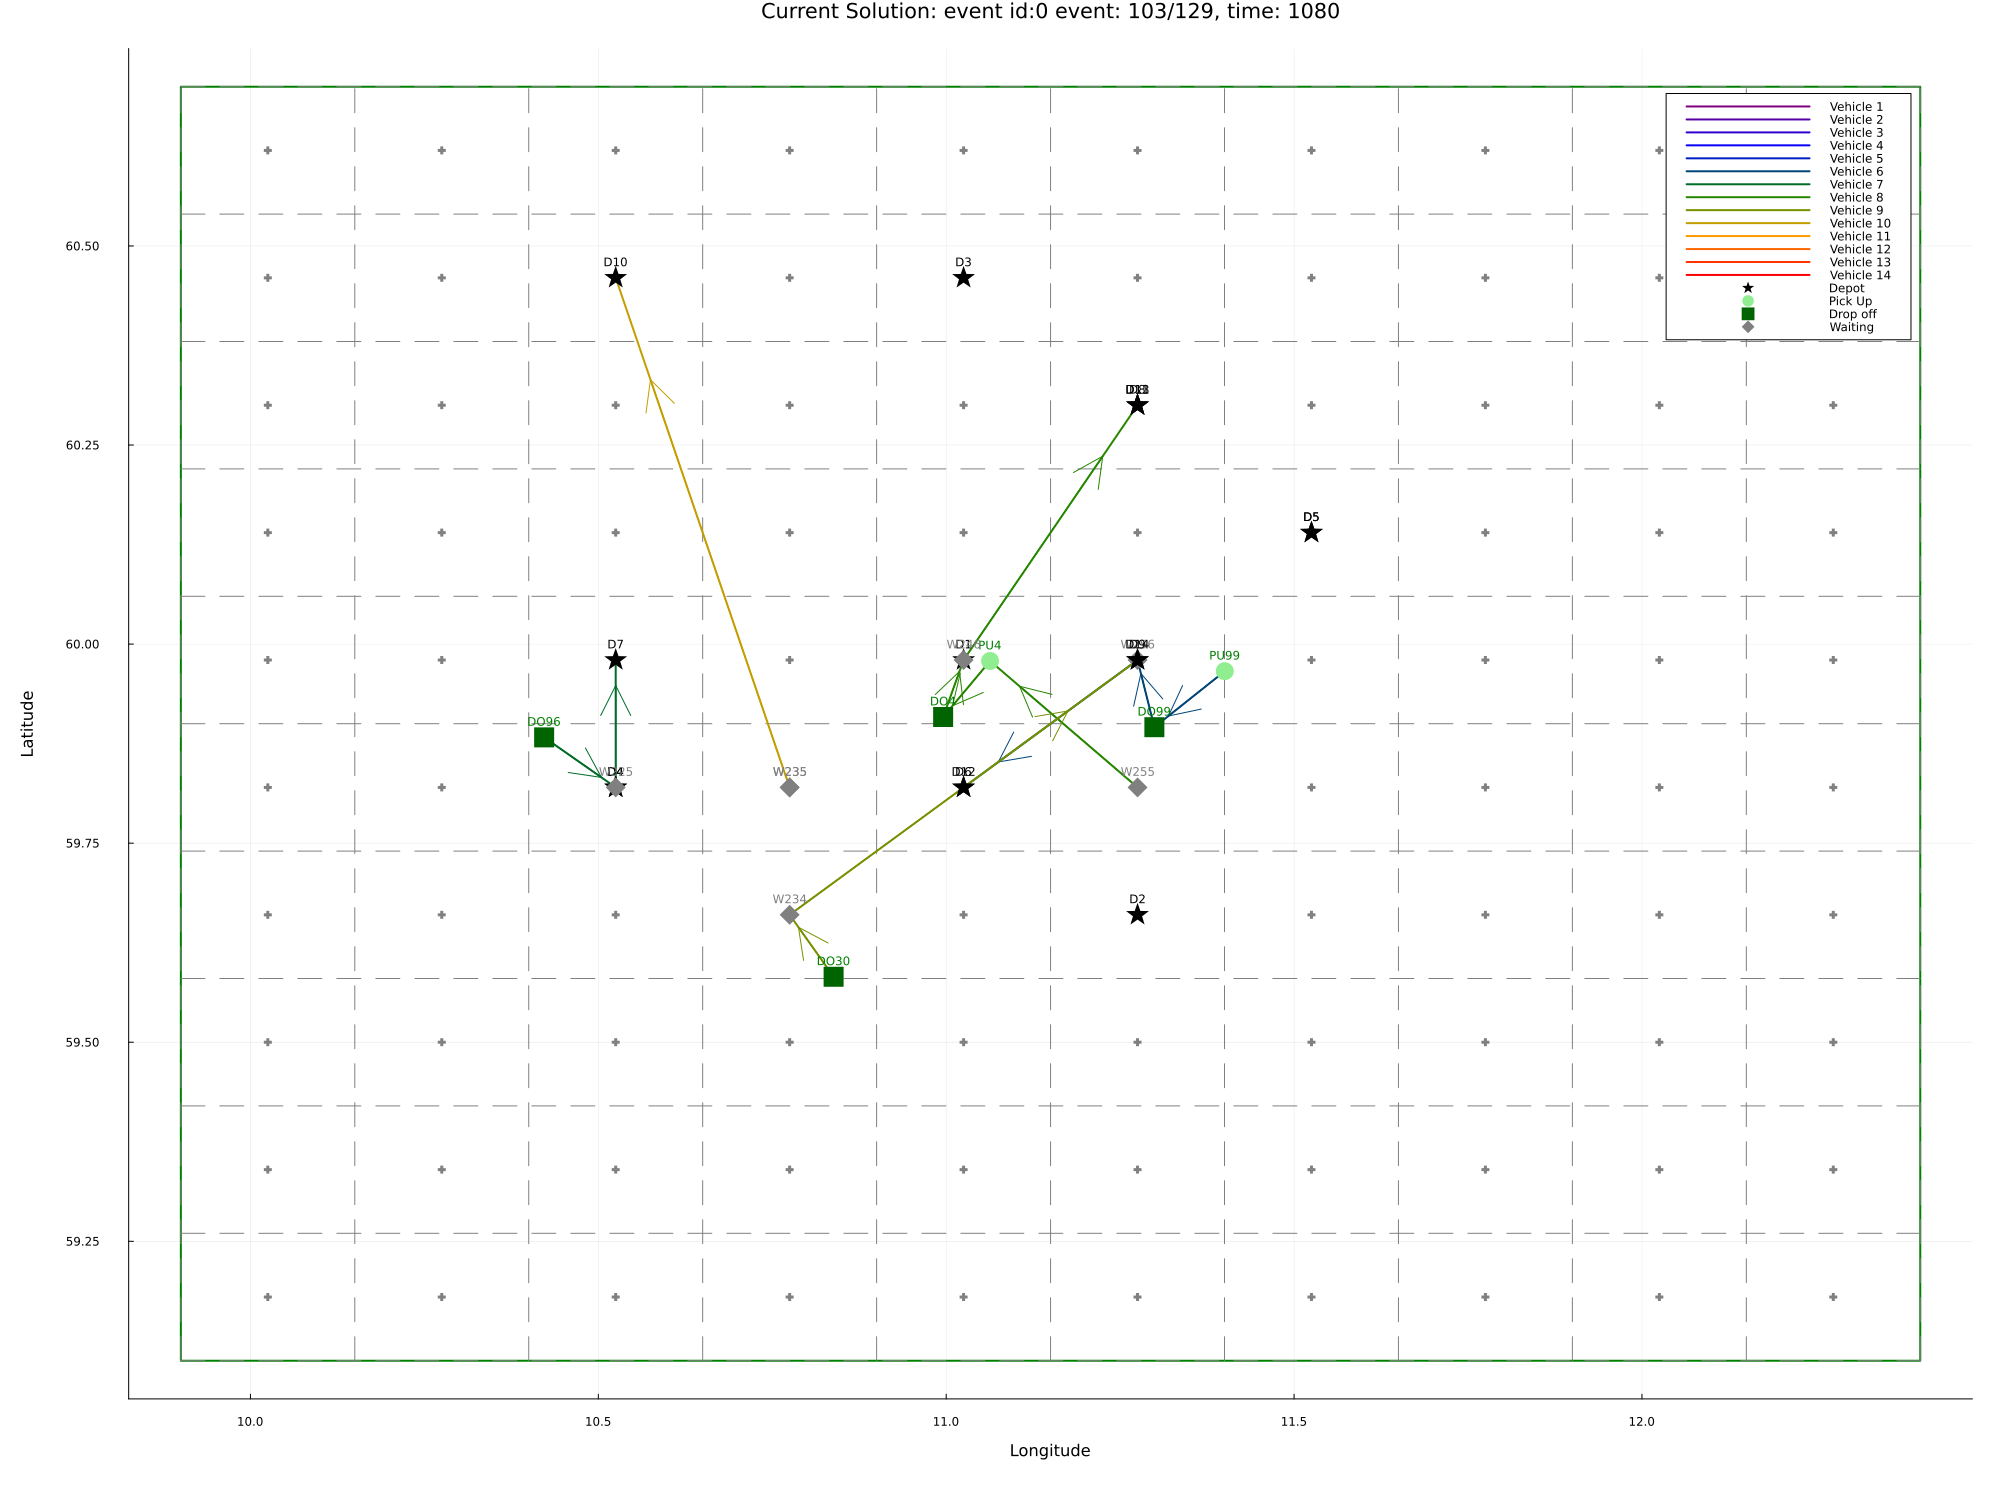 Current Solution: event id:0 event: 103/129, time: 1080
Vehicle 1
Vehicle 2
Vehicle 3
Vehicle 4
Vehicle 5
Vehicle 6
Vehicle 7
Vehicle 8
Vehicle 9
Vehicle 10
Vehicle 11
Vehicle 12
Vehicle 13
Vehicle 14
Depot
Pick Up
Drop off
Waiting
60.50
60.25
60.00
59.75
59.50
59.25
Latitude
D10
D3
D5
D7
D1
PU4
PU99
DO4
DO99
DO96
D4
W235
W255
W234
D2
DO30
10.0
10.5
11.0
11.5
12.0
Longitude